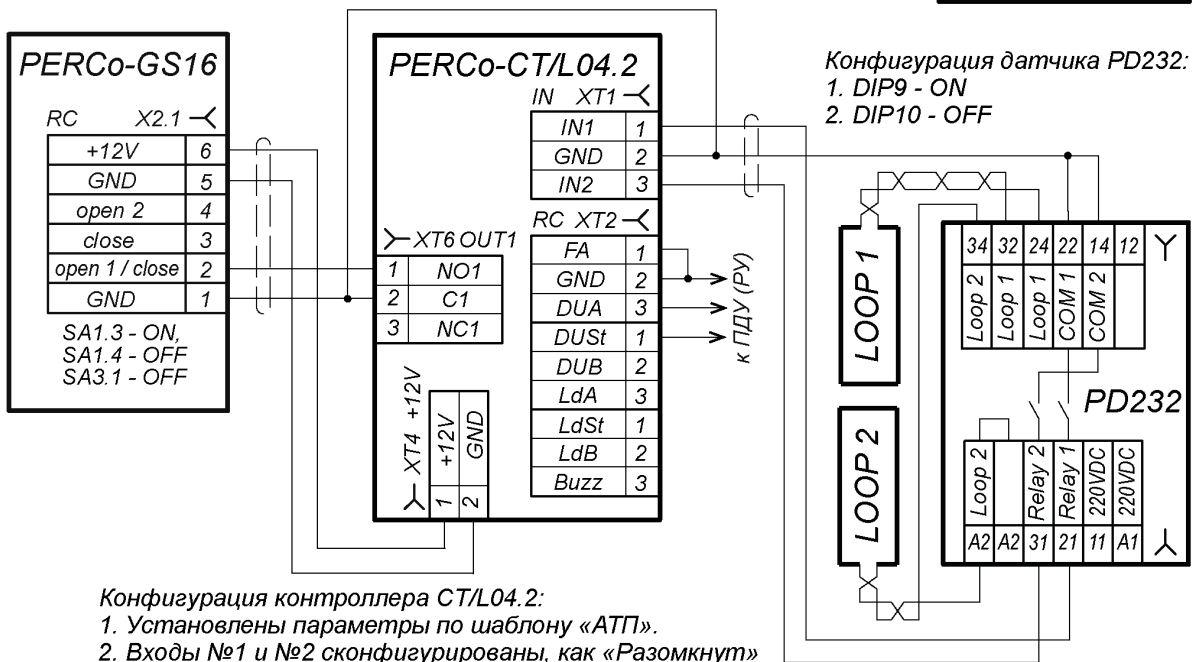 PERCo-GS16
RC X2.1
+12V 6
GND 5
open 2 4
close 3
open 1 / close 2
GND 1
SA1.3 - ON,
SA1.4 - OFF
SA3.1 - OFF
PERCo-CT/L04.2
IN XT1
IN1 1
GND 2
IN2 3
RC XT2
FA 1
GND 2
DUA 3
DUSt 1
DUB 2
LdA 3
LdSt 1
LdB 2
Buzz 3
XT6 OUT1
1 NO1
2 C1
3 NC1
XT4 +12V
+12V 1
GND 2
к ПДУ (РУ)
Конфигурация датчика PD232:
1. DIP9 - ON
2. DIP10 - OFF
LOOP 1
LOOP 2
34 32 24 22 14 12
Loop 2
Loop 1
Loop 1
COM 1
COM 2
PD232
Loop 2
Relay 2
Relay 1
220VDC
220VDC
A2 A2 31 21 11 A1
Конфигурация контроллера CT/L04.2:
1. Установлены параметры по шаблону «АТП».
2. Входы №1 и №2 сконфигурированы, как «Разомкнут»